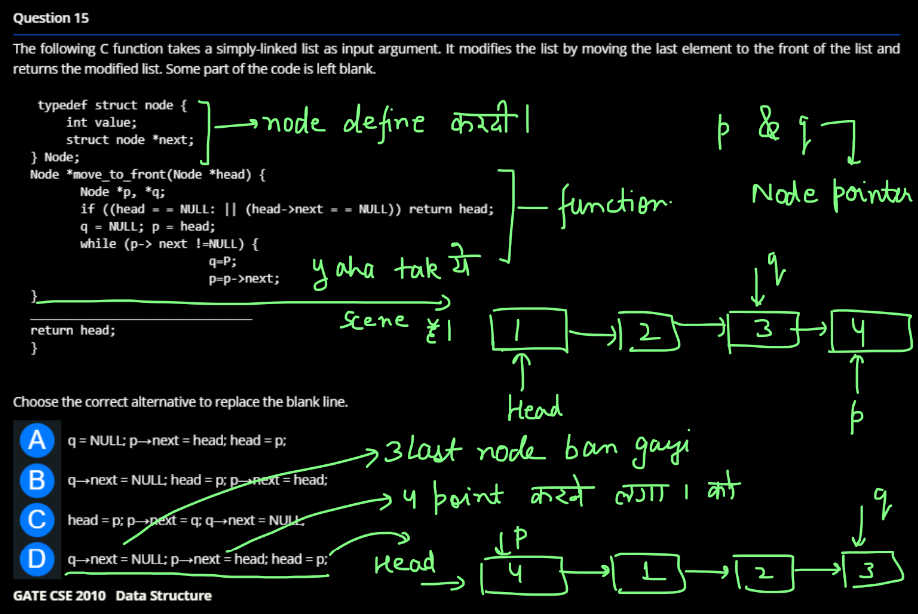 Question 15
The following C function takes a simply-linked list as input argument. It modifies the list by moving the last element to the front of the list and
returns the modified list. Some part of the code is left blank.
typedef struct node {
int value;
struct node *next;
} Node;
Node *move_to_front(Node *head) {
Node *p, *q;
if ((head = = NULL: || (head->next = = NULL)) return head;
q = NULL; p = head;
while (p-> next !=NULL) {
q=P;
p=p->next;
}
return head;
}
node define करदी।
p & q
Node pointer
function
yaha tak ये
scene है।
q
1 2 3 4
Head
p
Choose the correct alternative to replace the blank line.
A q = NULL; p→next = head; head = p;
B q→next = NULL; head = p; p→next = head;
C head = p; p→next = q; q→next = NULL;
D q→next = NULL; p→next = head; head = p;
3 last node ban gayi
4 point करने लगा 1 को
q
p
Head
4 1 2 3
GATE CSE 2010 Data Structure